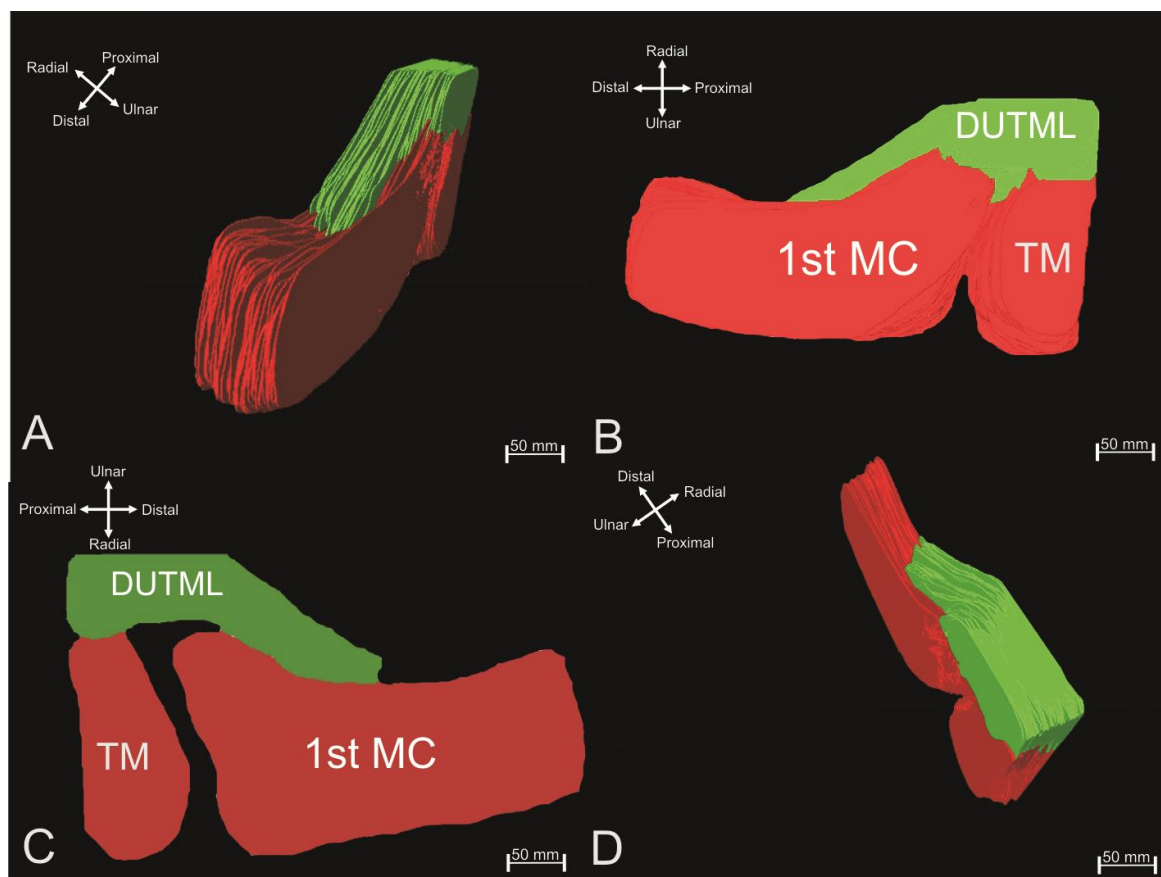 Radial
Proximal
Distal
Ulnar
A
50 mm
Radial
Distal
Proximal
Ulnar
DUTML
1st MC
TM
B
50 mm
Ulnar
Proximal
Distal
Radial
DUTML
TM
1st MC
C
50 mm
Distal
Radial
Ulnar
Proximal
D
50 mm